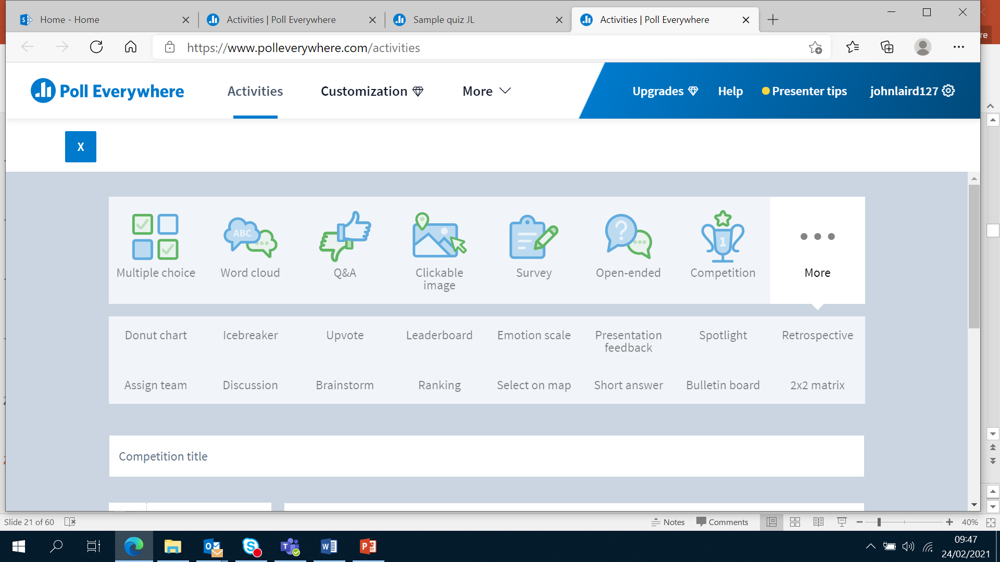 Home - Home
Activities | Poll Everywhere
Sample quiz JL
Activities | Poll Everywhere
https://www.polleverywhere.com/activities
re
Poll Everywhere
Activities
Customization
More
Upgrades
Help
Presenter tips
johnlaird127
X
ABC
?
1
Multiple choice
Word cloud
Q&A
Clickable
image
Survey
Open-ended
Competition
More
Donut chart
Icebreaker
Upvote
Leaderboard
Emotion scale
Presentation
feedback
Spotlight
Retrospective
Assign team
Discussion
Brainstorm
Ranking
Select on map
Short answer
Bulletin board
2x2 matrix
Competition title
Slide 21 of 60
Notes
Comments
40%
09:47
24/02/2021